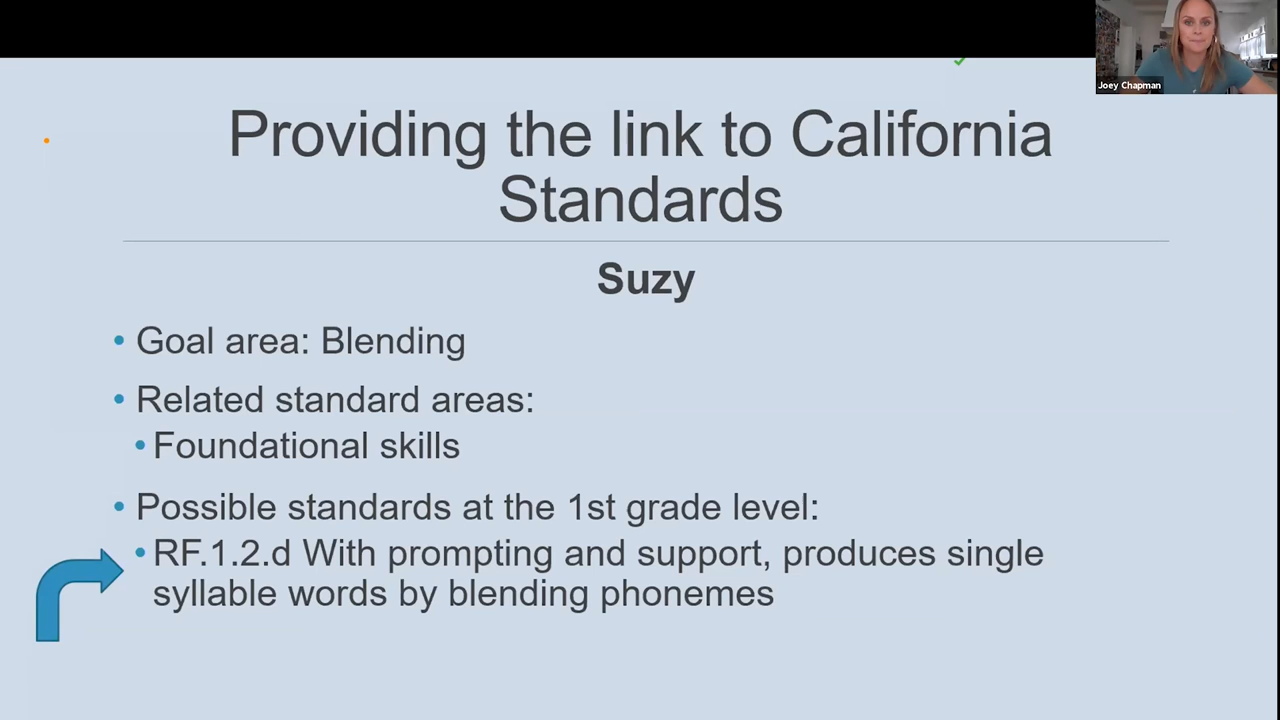 Joey Chapman
Providing the link to California
Standards
Suzy
• Goal area: Blending
• Related standard areas:
• Foundational skills
• Possible standards at the 1st grade level:
• RF.1.2.d With prompting and support, produces single
syllable words by blending phonemes